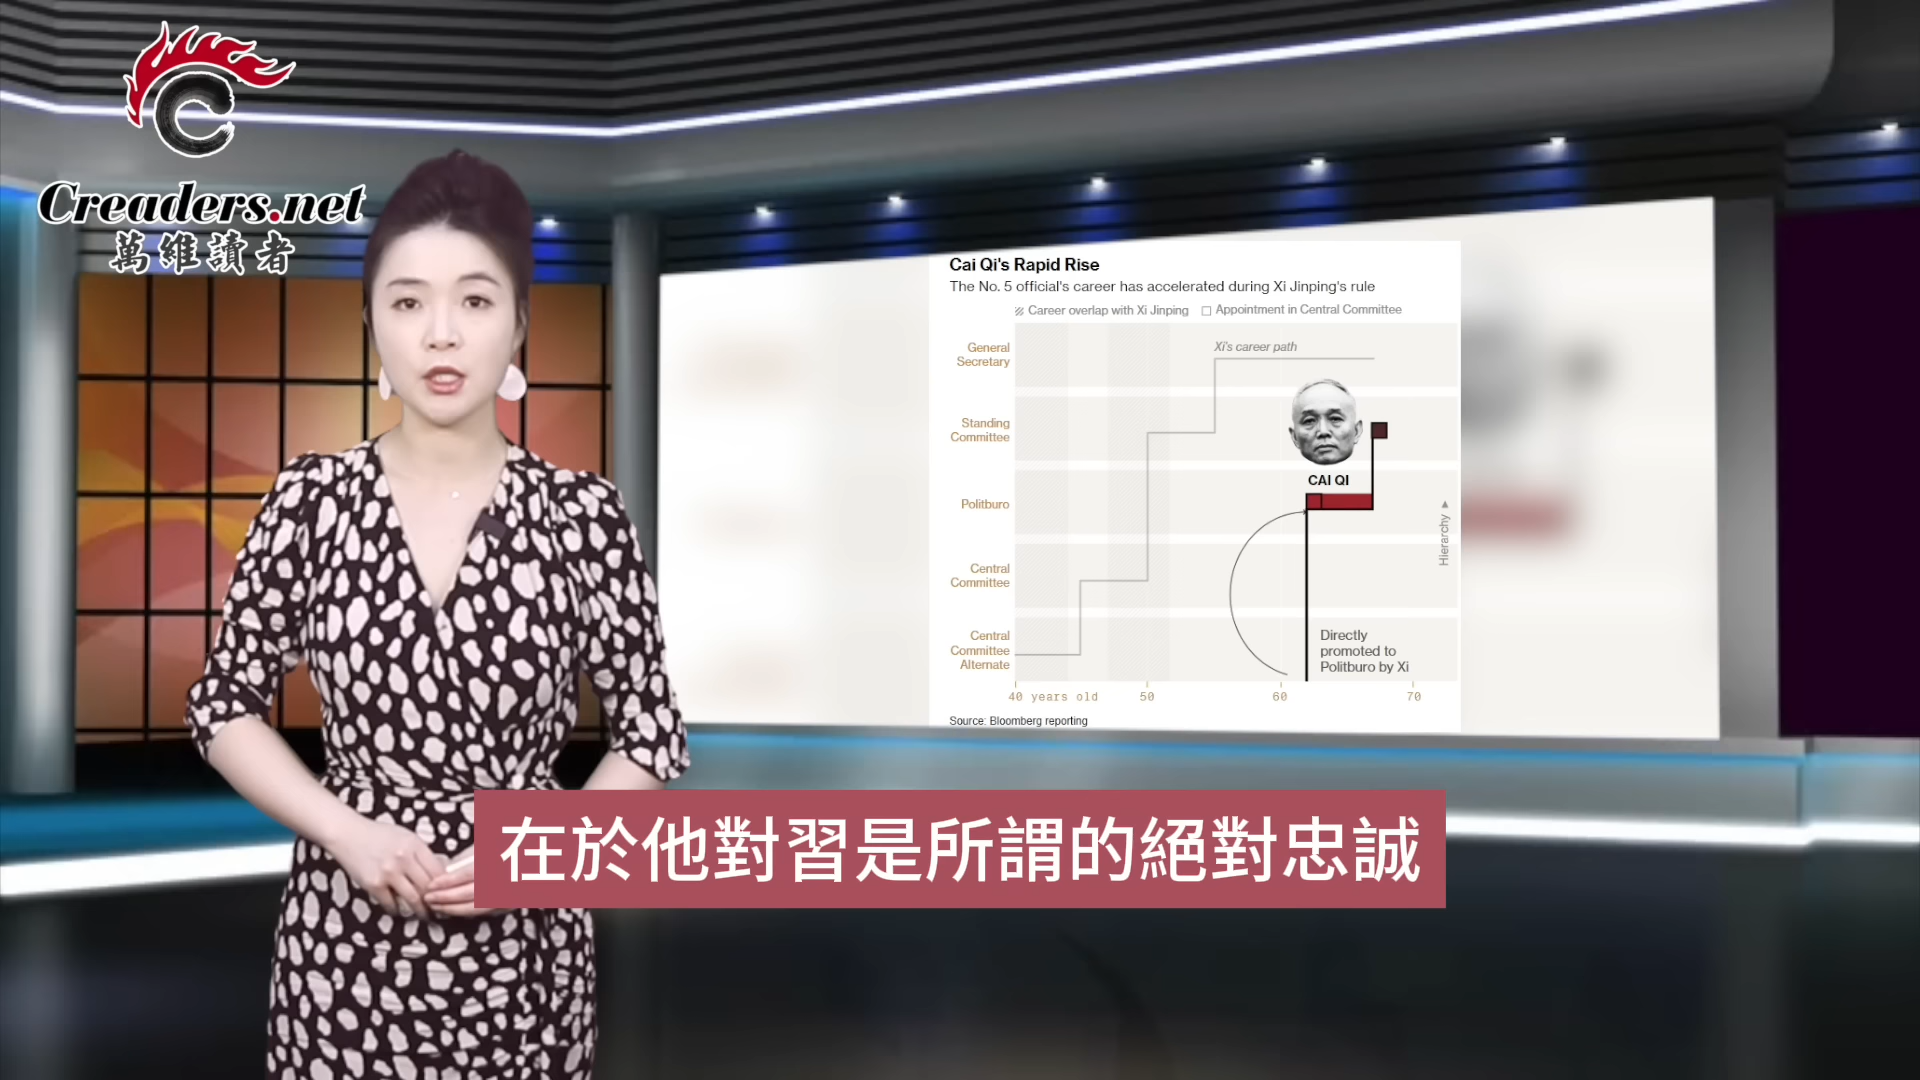 Creaders.net
萬維讀者
Cai Qi's Rapid Rise
The No. 5 official's career has accelerated during Xi Jinping's rule
Career overlap with Xi Jinping
Appointment in Central Committee
General
Secretary
Xi's career path
Standing
Committee
CAI QI
Politburo
Hierarchy
Central
Committee
Central
Committee
Alternate
Directly
promoted to
Politburo by Xi
40 years old
50
60
70
Source: Bloomberg reporting
在於他對習是所謂的絕對忠誠